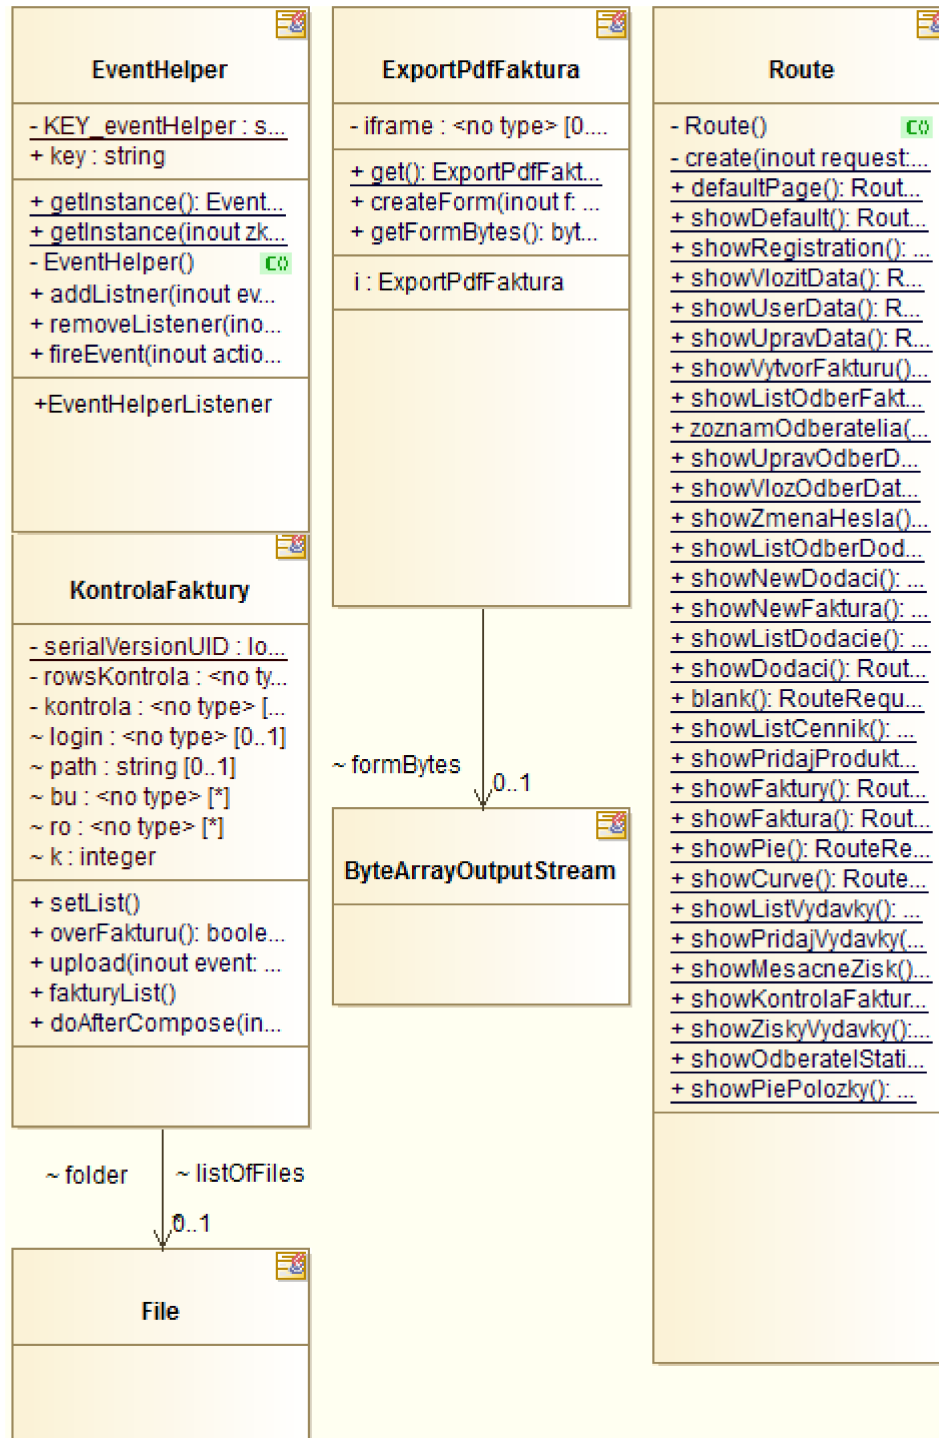 EventHelper
- KEY_eventHelper : s...
+ key : string
+ getInstance(): Event...
+ getInstance(inout zk...
- EventHelper()
+ addListner(inout ev...
+ removeListener(ino...
+ fireEvent(inout actio...
+EventHelperListener
KontrolaFaktury
- serialVersionUID : lo...
- rowsKontrola : <no ty...
- kontrola : <no type> [...
~ login : <no type> [0..1]
~ path : string [0..1]
~ bu : <no type> [*]
~ ro : <no type> [*]
~ k : integer
+ setList()
+ overFakturu(): boole...
+ upload(inout event: ...
+ fakturyList()
+ doAfterCompose(in...
~ folder
~ listOfFiles
*
0..1
File
ExportPdfFaktura
- iframe : <no type> [0....
+ get(): ExportPdfFakt...
+ createForm(inout f: ...
+ getFormBytes(): byt...
i : ExportPdfFaktura
~ formBytes
0..1
ByteArrayOutputStream
Route
- Route()
- create(inout request:...
+ defaultPage(): Rout...
+ showDefault(): Rout...
+ showRegistration(): ...
+ showVlozitData(): R...
+ showUserData(): R...
+ showUpravData(): R...
+ showVytvorFakturu()...
+ showListOdberFakt...
+ zoznamOdberatelia(...
+ showUpravOdberD...
+ showVlozOdberDat...
+ showZmenaHesla()...
+ showListOdberDod...
+ showNewDodaci(): ...
+ showNewFaktura(): ...
+ showListDodacie(): ...
+ showDodaci(): Rout...
+ blank(): RouteRequ...
+ showListCennik(): ...
+ showPridajProdukt...
+ showFaktury(): Rout...
+ showFaktura(): Rout...
+ showPie(): RouteRe...
+ showCurve(): Route...
+ showListVydavky(): ...
+ showPridajVydavky(...
+ showMesacneZisk()...
+ showKontrolaFaktur...
+ showZiskyVydavky():...
+ showOdberatelStati...
+ showPiePolozky(): ...